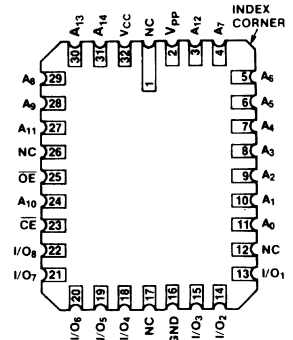 INDEX
CORNER
A₁₃ A₁₄ VCC NC VPP A₁₂ A₇
30 31 32 1 2 3 4
A₈ 29 5 A₆
A₉ 28 6 A₅
A₁₁ 27 7 A₄
NC 26 8 A₃
O̅E̅ 25 9 A₂
A₁₀ 24 10 A₁
C̅E̅ 23 11 A₀
I/O₈ 22 12 NC
I/O₇ 21 13 I/O₁
20 19 18 17 16 15 14
I/O₆ I/O₅ I/O₄ NC GND I/O₃ I/O₂